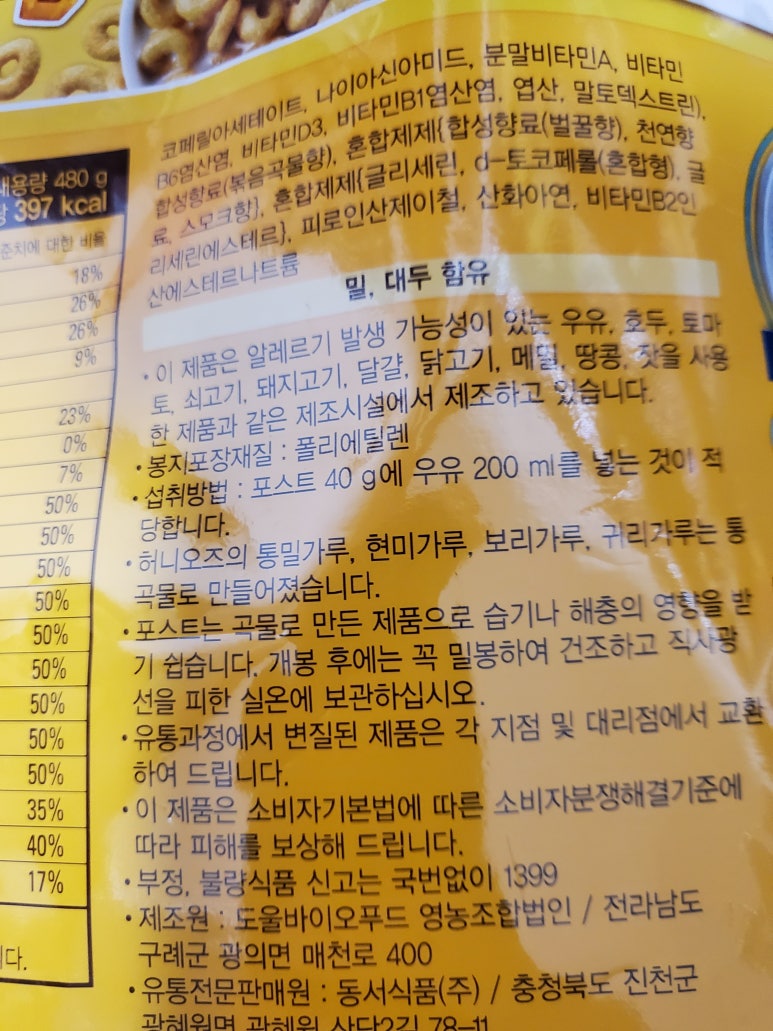 코페릴아세테이트, 나이아신아미드, 분말비타민A, 비타민
B6염산염, 비타민D3, 비타민B1염산염, 엽산, 말토덱스트린),
합성향료(볶음곡물향), 혼합제제{합성향료(벌꿀향), 천연향
료, 스모크향}, 혼합제제{글리세린, d-토코페롤(혼합형), 글
리세린에스테르}, 피로인산제이철, 산화아연, 비타민B2인
산에스테르나트륨
밀, 대두 함유
• 이 제품은 알레르기 발생 가능성이 있는 우유, 호두, 토마
토, 쇠고기, 돼지고기, 달걀, 닭고기, 메밀, 땅콩, 잣을 사용
한 제품과 같은 제조시설에서 제조하고 있습니다.
• 봉지포장재질 : 폴리에틸렌
• 섭취방법 : 포스트 40 g에 우유 200 ml를 넣는 것이 적
당합니다.
• 허니오즈의 통밀가루, 현미가루, 보리가루, 귀리가루는 통
곡물로 만들어졌습니다.
• 포스트는 곡물로 만든 제품으로 습기나 해충의 영향을 받
기 쉽습니다. 개봉 후에는 꼭 밀봉하여 건조하고 직사광
선을 피한 실온에 보관하십시오.
• 유통과정에서 변질된 제품은 각 지점 및 대리점에서 교환
하여 드립니다.
• 이 제품은 소비자기본법에 따른 소비자분쟁해결기준에
따라 피해를 보상해 드립니다.
• 부정, 불량식품 신고는 국번없이 1399
• 제조원 : 도울바이오푸드 영농조합법인 / 전라남도
구례군 광의면 매천로 400
• 유통전문판매원 : 동서식품(주) / 충청북도 진천군
광혜원면 광혜원 산단2길 78-11
내용량 480 g
397 kcal
준치에 대한 비율
18%
26%
26%
9%
23%
0%
7%
50%
50%
50%
50%
50%
50%
50%
50%
50%
35%
40%
17%
다.